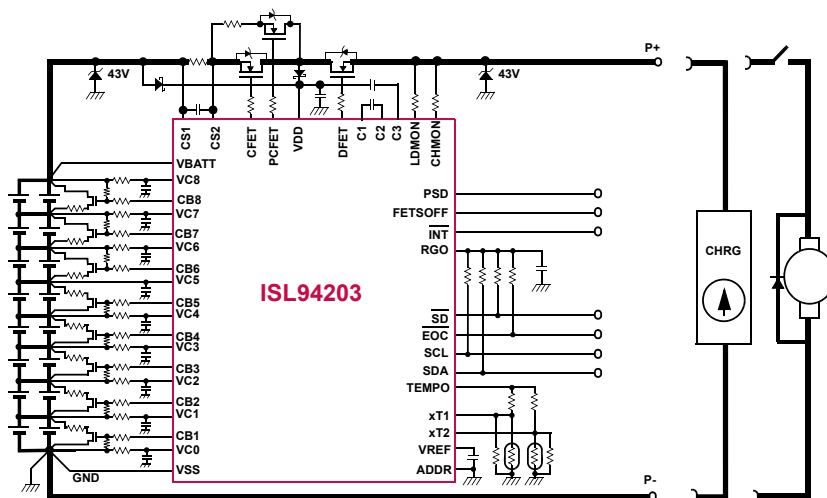 P+
43V
43V
CS1
CS2
CFET
PCFET
VDD
DFET
C1
C2
C3
LDMON
CHMON
VBATT
VC8
CB8
VC7
CB7
VC6
CB6
VC5
CB5
VC4
CB4
VC3
CB3
VC2
CB2
VC1
CB1
VC0
VSS
GND
ISL94203
PSD
FETSOFF
INT
RGO
SD
EOC
SCL
SDA
TEMPO
xT1
xT2
VREF
ADDR
CHRG
P-